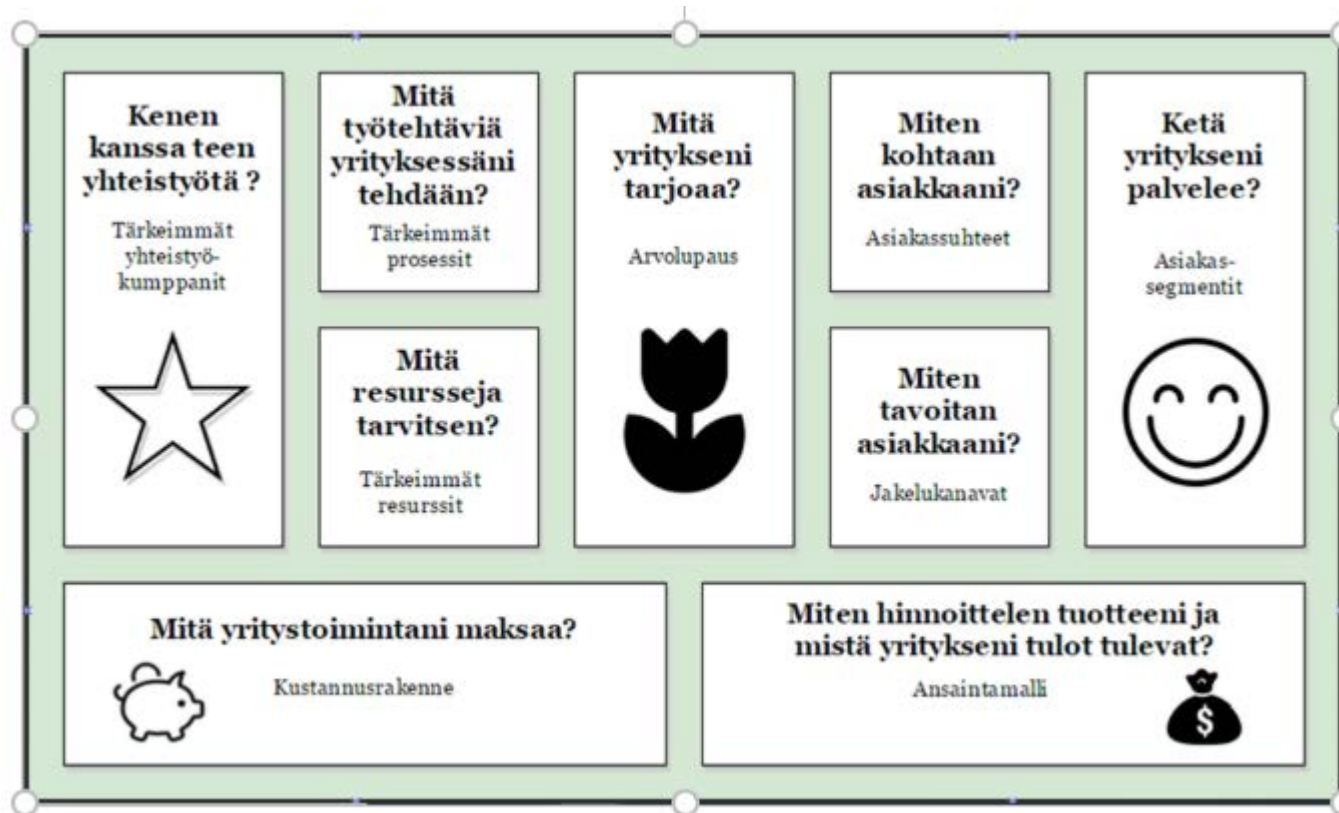 Kenen
kanssa teen
yhteistyötä ?
Tärkeimmät
yhteistyö-
kumppanit
Mitä
työtehtäviä
yrityksessäni
tehdään?
Tärkeimmät
prosessit
Mitä
resursseja
tarvitsen?
Tärkeimmät
resurssit
Mitä
yritykseni
tarjoaa?
Arvolupaus
Miten
kohtaan
asiakkaani?
Asiakassuhteet
Miten
tavoitan
asiakkaani?
Jakelukanavat
Ketä
yritykseni
palvelee?
Asiakas-
segmentit
Mitä yritystoimintani maksaa?
Kustannusrakenne
Miten hinnoittelen tuotteeni ja
mistä yritykseni tulot tulevat?
Ansaintamalli
$